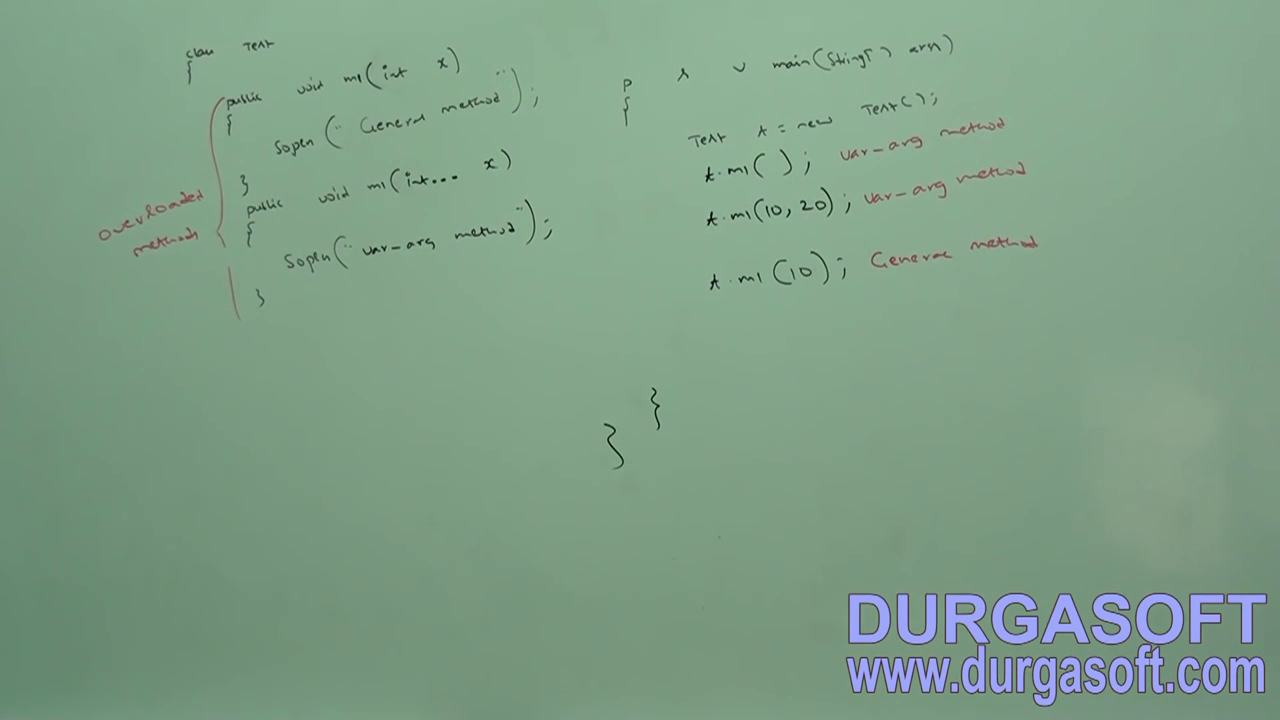 class Test
{
public void m1(int x)
{
Sopln("General method");
}
public void m1(int... x)
{
Sopln("var-arg method");
}
overloaded
methods
p s v main(String[] args)
{
Test t = new Test();
t.m1( ); var-arg method
t.m1(10, 20); var-arg method
t.m1(10); General method
}
}
DURGASOFT
www.durgasoft.com